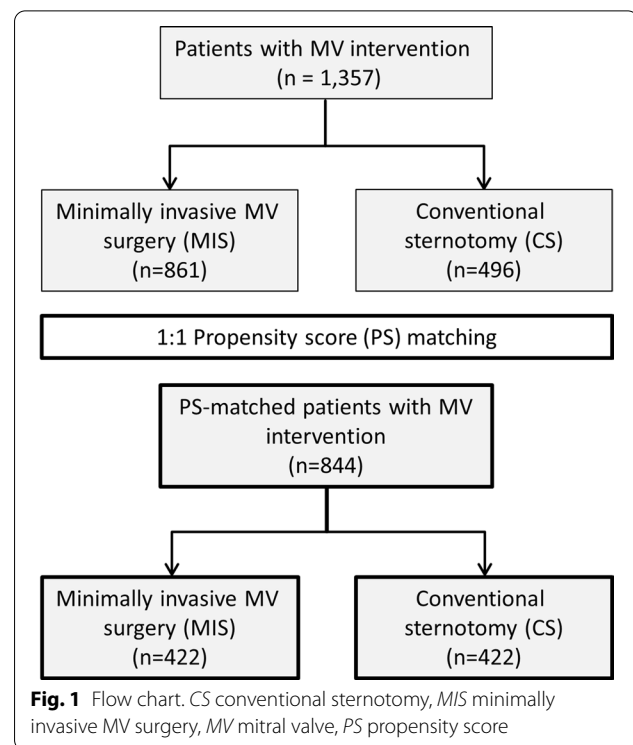 Patients with MV intervention
(n = 1,357)
Minimally invasive MV
surgery (MIS)
(n=861)
Conventional
sternotomy (CS)
(n=496)
1:1 Propensity score (PS) matching
PS-matched patients with MV
intervention
(n=844)
Minimally invasive MV
surgery (MIS)
(n=422)
Conventional
sternotomy (CS)
(n=422)
Fig. 1 Flow chart. CS conventional sternotomy, MIS minimally
invasive MV surgery, MV mitral valve, PS propensity score